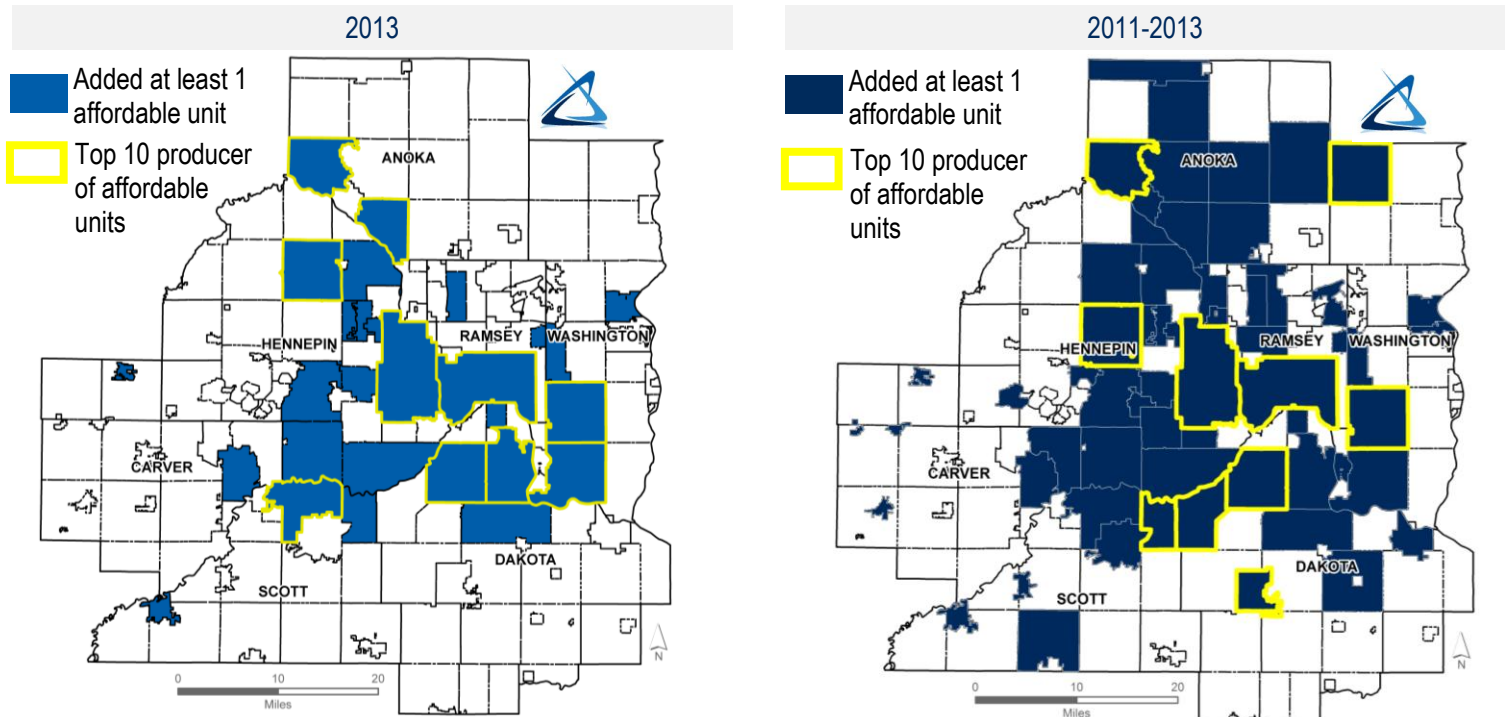 2013
Added at least 1
affordable unit
Top 10 producer
of affordable
units
ANOKA
HENNEPIN
RAMSEY
WASHINGTON
CARVER
SCOTT
DAKOTA
0 10 20
Miles
N
2011-2013
Added at least 1
affordable unit
Top 10 producer
of affordable
units
ANOKA
HENNEPIN
RAMSEY
WASHINGTON
CARVER
SCOTT
DAKOTA
0 10 20
Miles
N